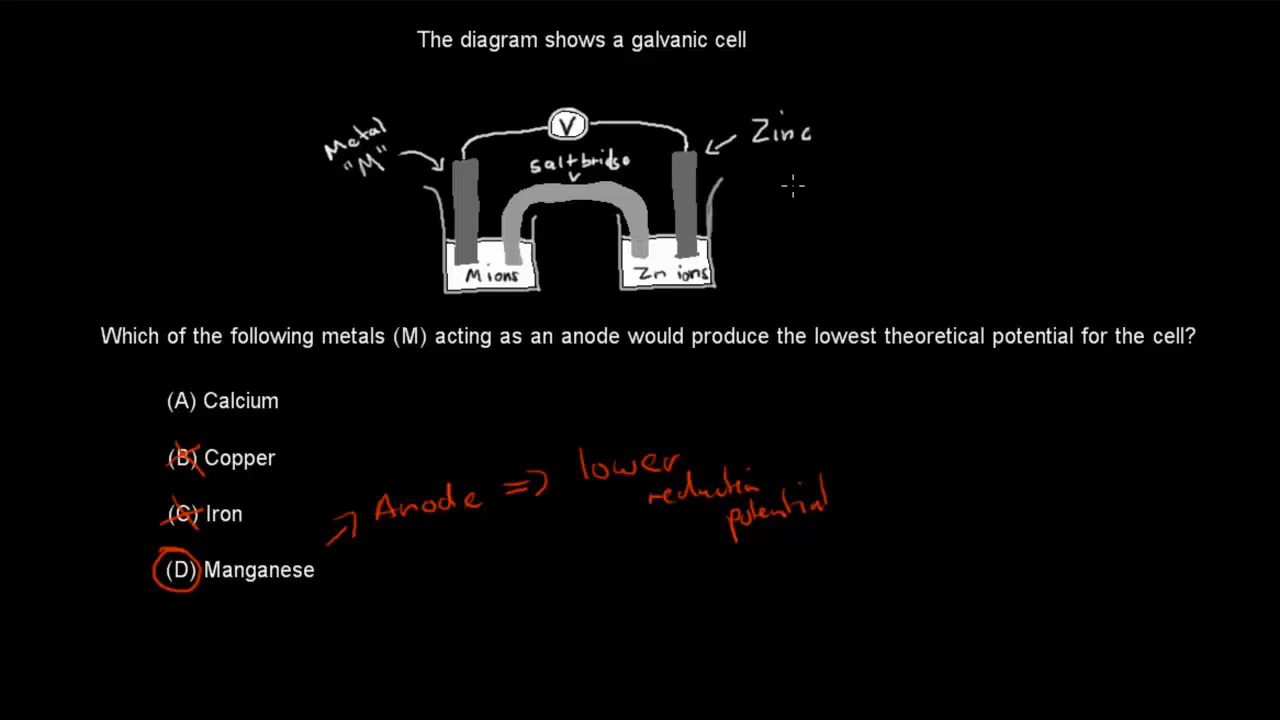 The diagram shows a galvanic cell
Metal
"M"
V
Zinc
salt bridge
M ions
Zn ions
Which of the following metals (M) acting as an anode would produce the lowest theoretical potential for the cell?
(A) Calcium
(B) Copper
(C) Iron
(D) Manganese
Anode => lower
reduction
potential